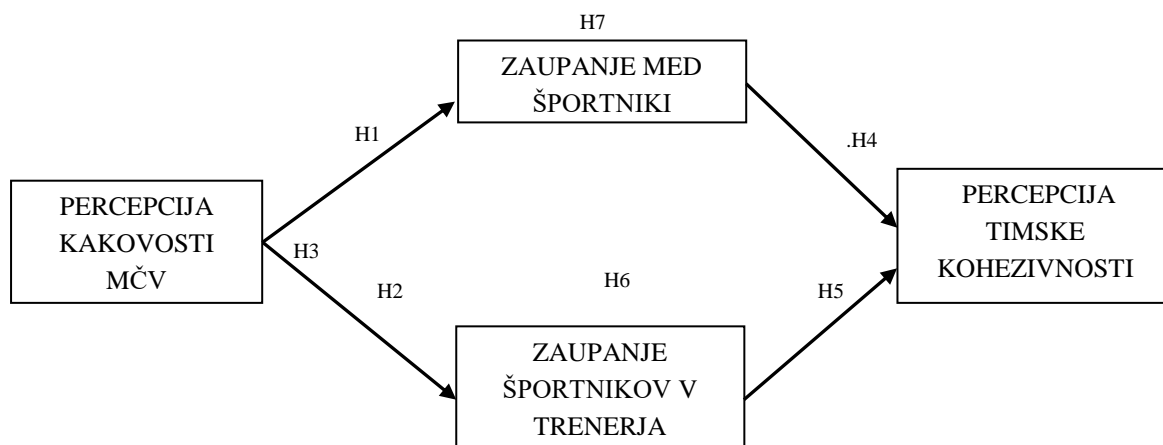 H7
ZAUPANJE MED
ŠPORTNIKI
H1
.H4
PERCEPCIJA
KAKOVOSTI
MČV
PERCEPCIJA
TIMSKE
KOHEZIVNOSTI
H3
H2
H6
H5
ZAUPANJE
ŠPORTNIKOV V
TRENERJA